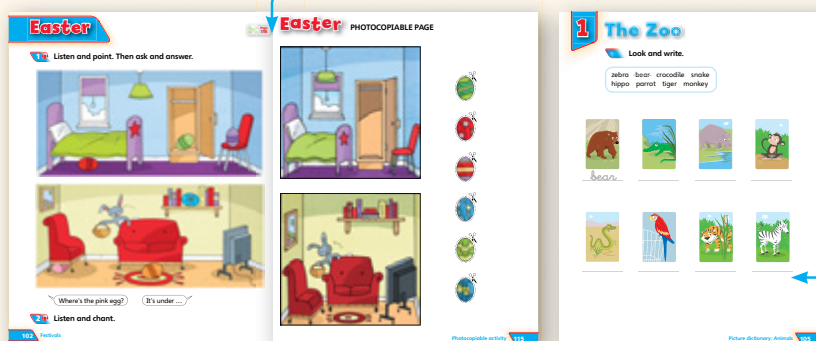 Easter
1 Listen and point. Then ask and answer.
Where's the pink egg?
It's under ...
2 Listen and chant.
102 Festivals
Easter PHOTOCOPIABLE PAGE
Photocopiable activity 115
1 The Zoo
Look and write.
zebra bear crocodile snake
hippo parrot tiger monkey
bear
Picture dictionary: Animals 105